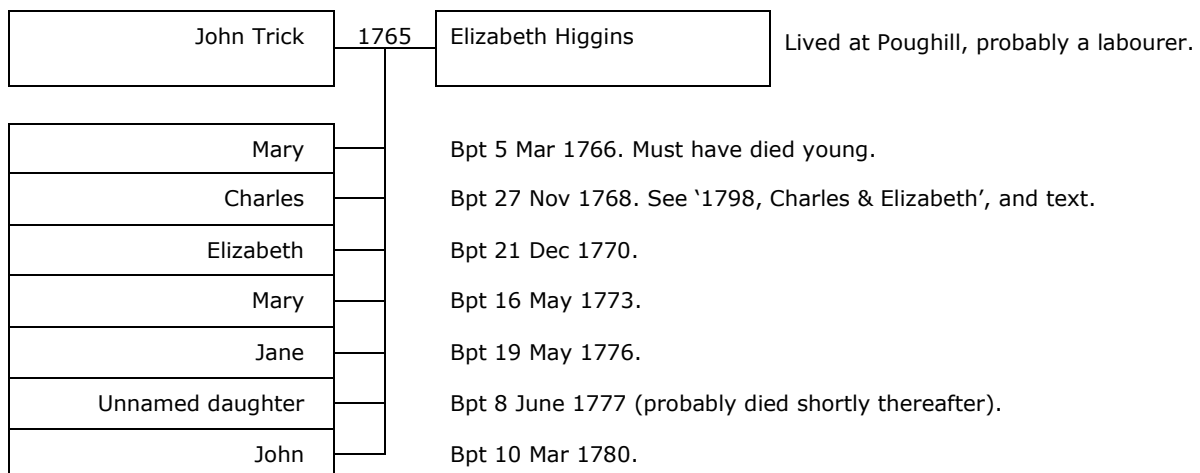 John Trick 1765 Elizabeth Higgins Lived at Poughill, probably a labourer.
Mary Bpt 5 Mar 1766. Must have died young.
Charles Bpt 27 Nov 1768. See ‘1798, Charles & Elizabeth’, and text.
Elizabeth Bpt 21 Dec 1770.
Mary Bpt 16 May 1773.
Jane Bpt 19 May 1776.
Unnamed daughter Bpt 8 June 1777 (probably died shortly thereafter).
John Bpt 10 Mar 1780.